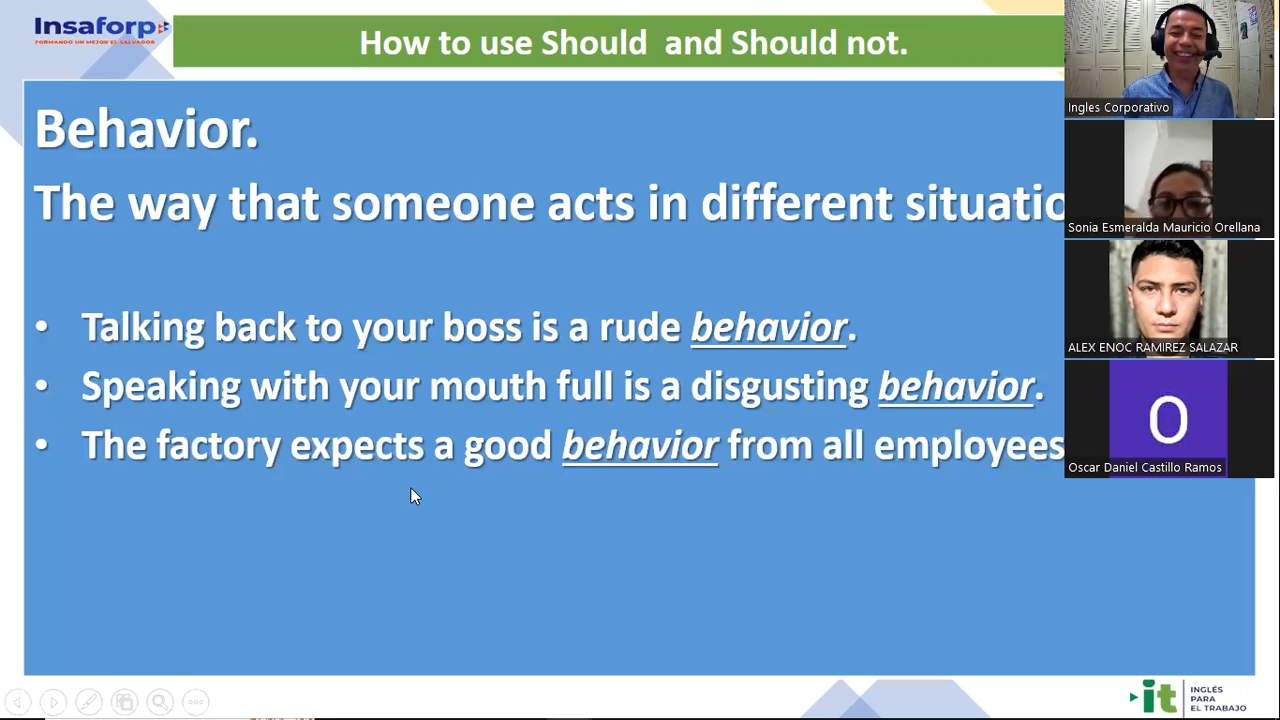 Insaforp
FORMANDO UN MEJOR EL SALVADOR
How to use Should and Should not.
Behavior.
The way that someone acts in different situatio
• Talking back to your boss is a rude behavior.
• Speaking with your mouth full is a disgusting behavior.
• The factory expects a good behavior from all employees
Ingles Corporativo
Sonia Esmeralda Mauricio Orellana
ALEX ENOC RAMIREZ SALAZAR
O
Oscar Daniel Castillo Ramos
it
INGLÉS
PARA
EL TRABAJO